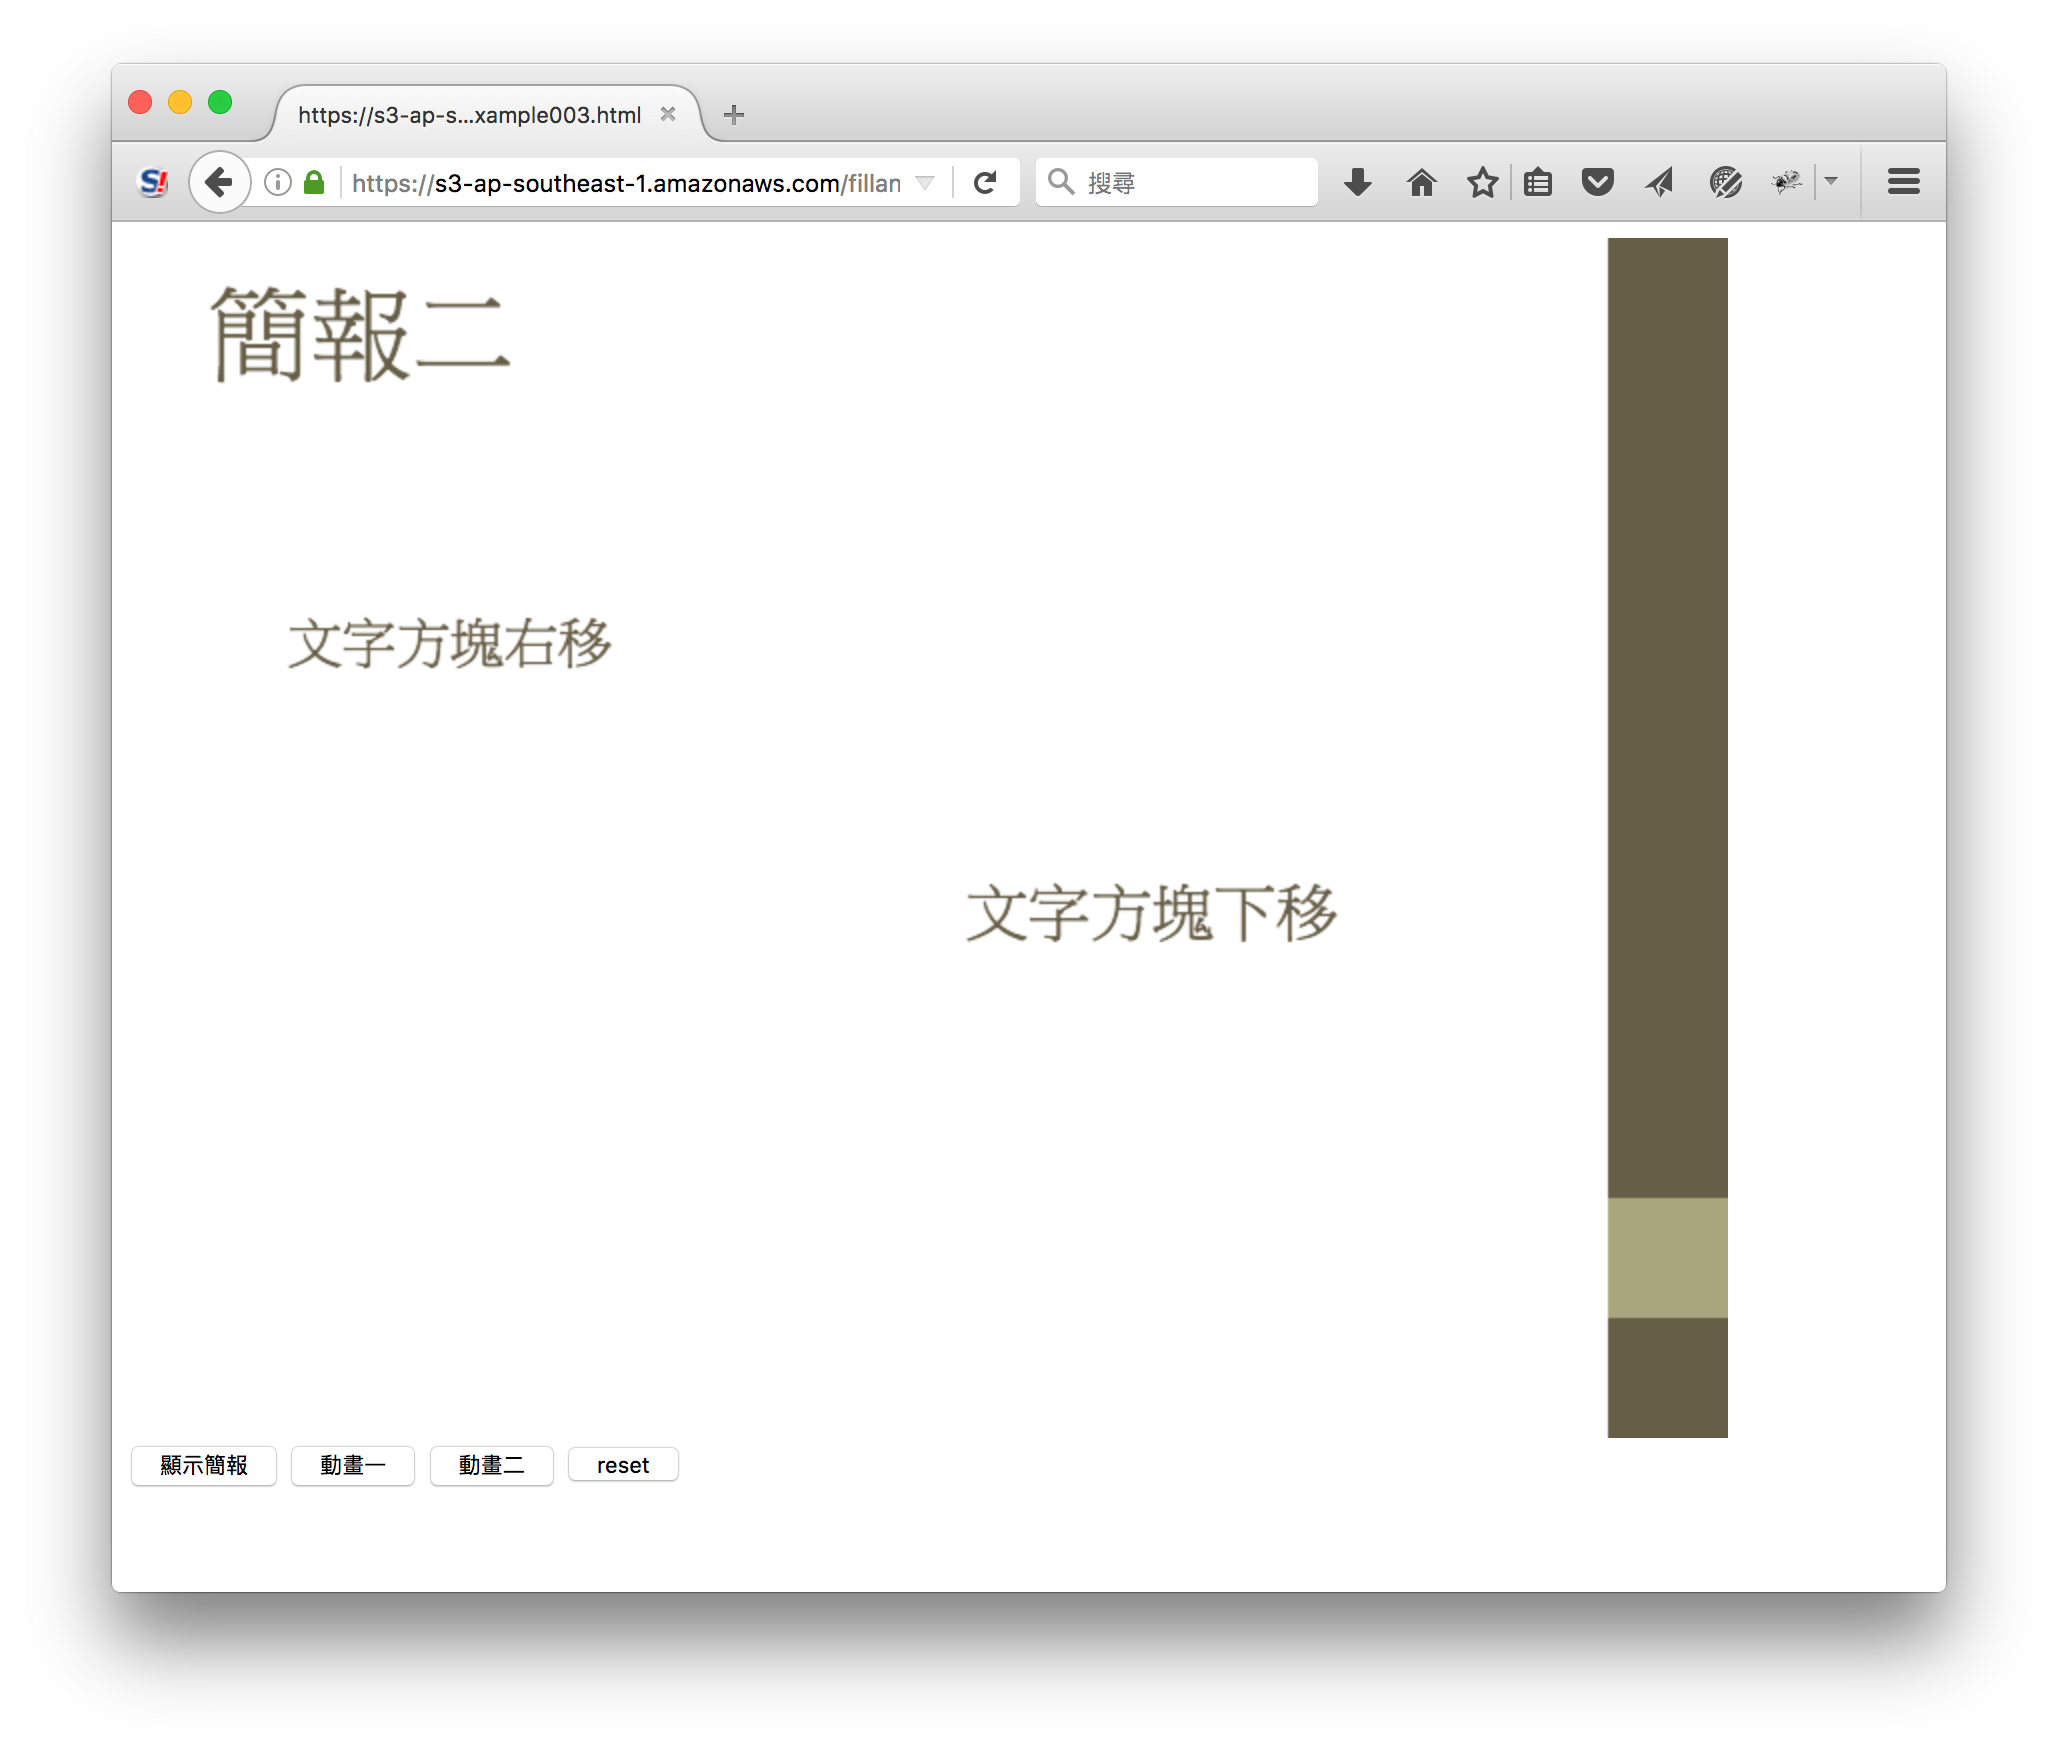 https://s3-ap-s...xample003.html
S!
https://s3-ap-southeast-1.amazonaws.com/fillan
搜尋
簡報二
文字方塊右移
文字方塊下移
顯示簡報
動畫一
動畫二
reset